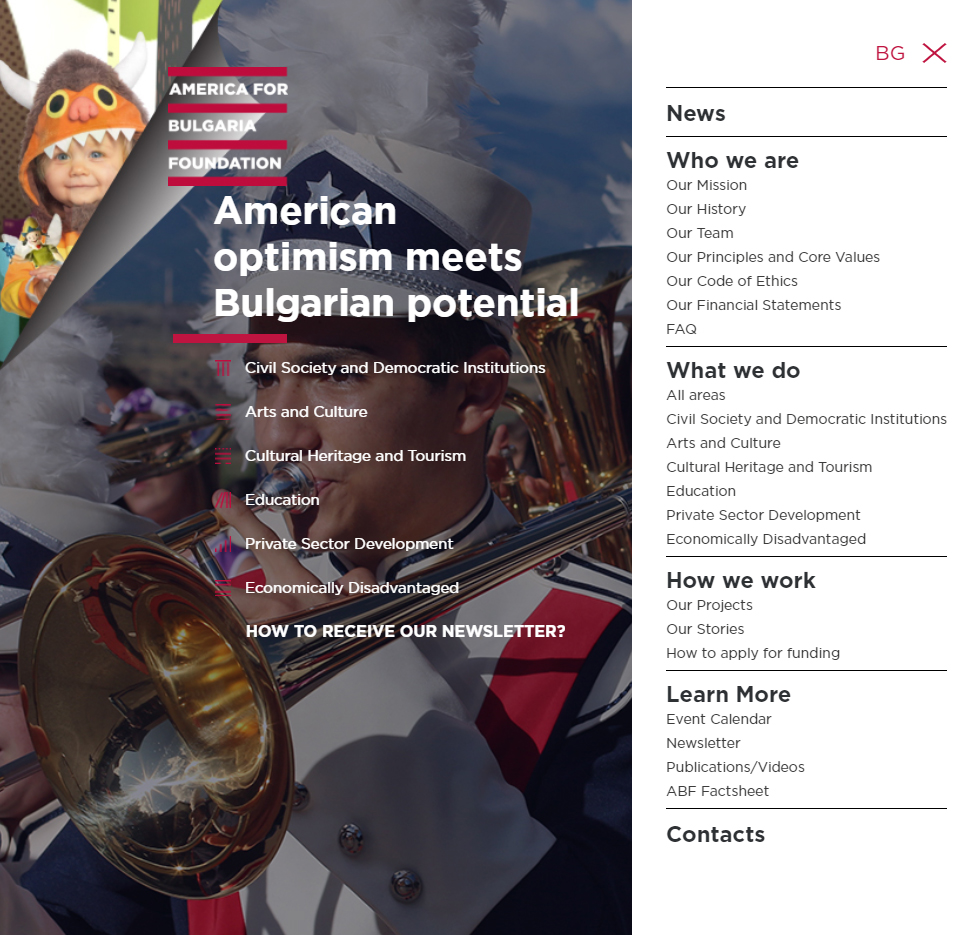 AMERICA FOR
BULGARIA
FOUNDATION
American
optimism meets
Bulgarian potential
Civil Society and Democratic Institutions
Arts and Culture
Cultural Heritage and Tourism
Education
Private Sector Development
Economically Disadvantaged
HOW TO RECEIVE OUR NEWSLETTER?
BG
News
Who we are
Our Mission
Our History
Our Team
Our Principles and Core Values
Our Code of Ethics
Our Financial Statements
FAQ
What we do
All areas
Civil Society and Democratic Institutions
Arts and Culture
Cultural Heritage and Tourism
Education
Private Sector Development
Economically Disadvantaged
How we work
Our Projects
Our Stories
How to apply for funding
Learn More
Event Calendar
Newsletter
Publications/Videos
ABF Factsheet
Contacts